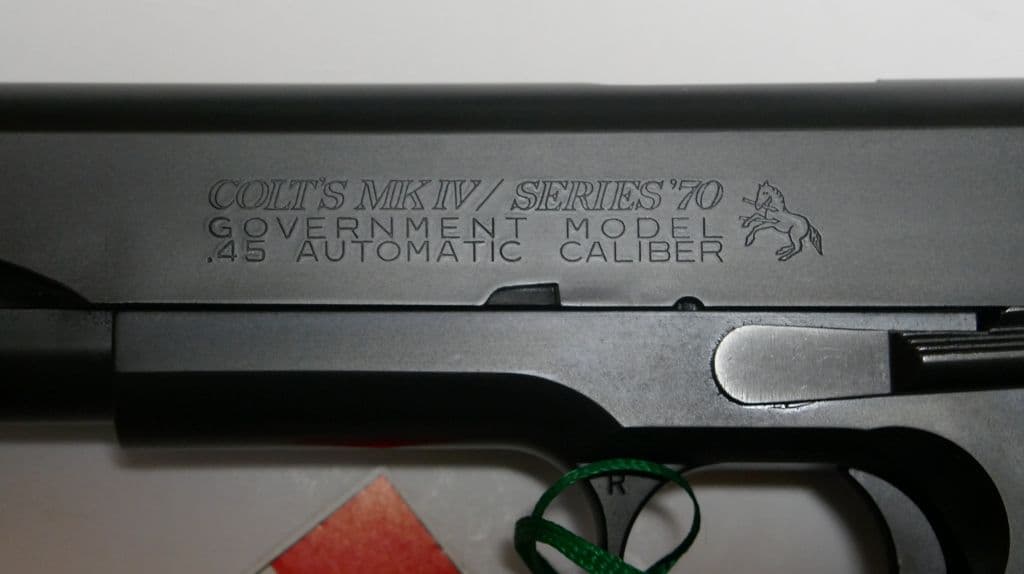 COLT'S MK IV/ SERIES '70
GOVERNMENT MODEL
.45 AUTOMATIC CALIBER
R